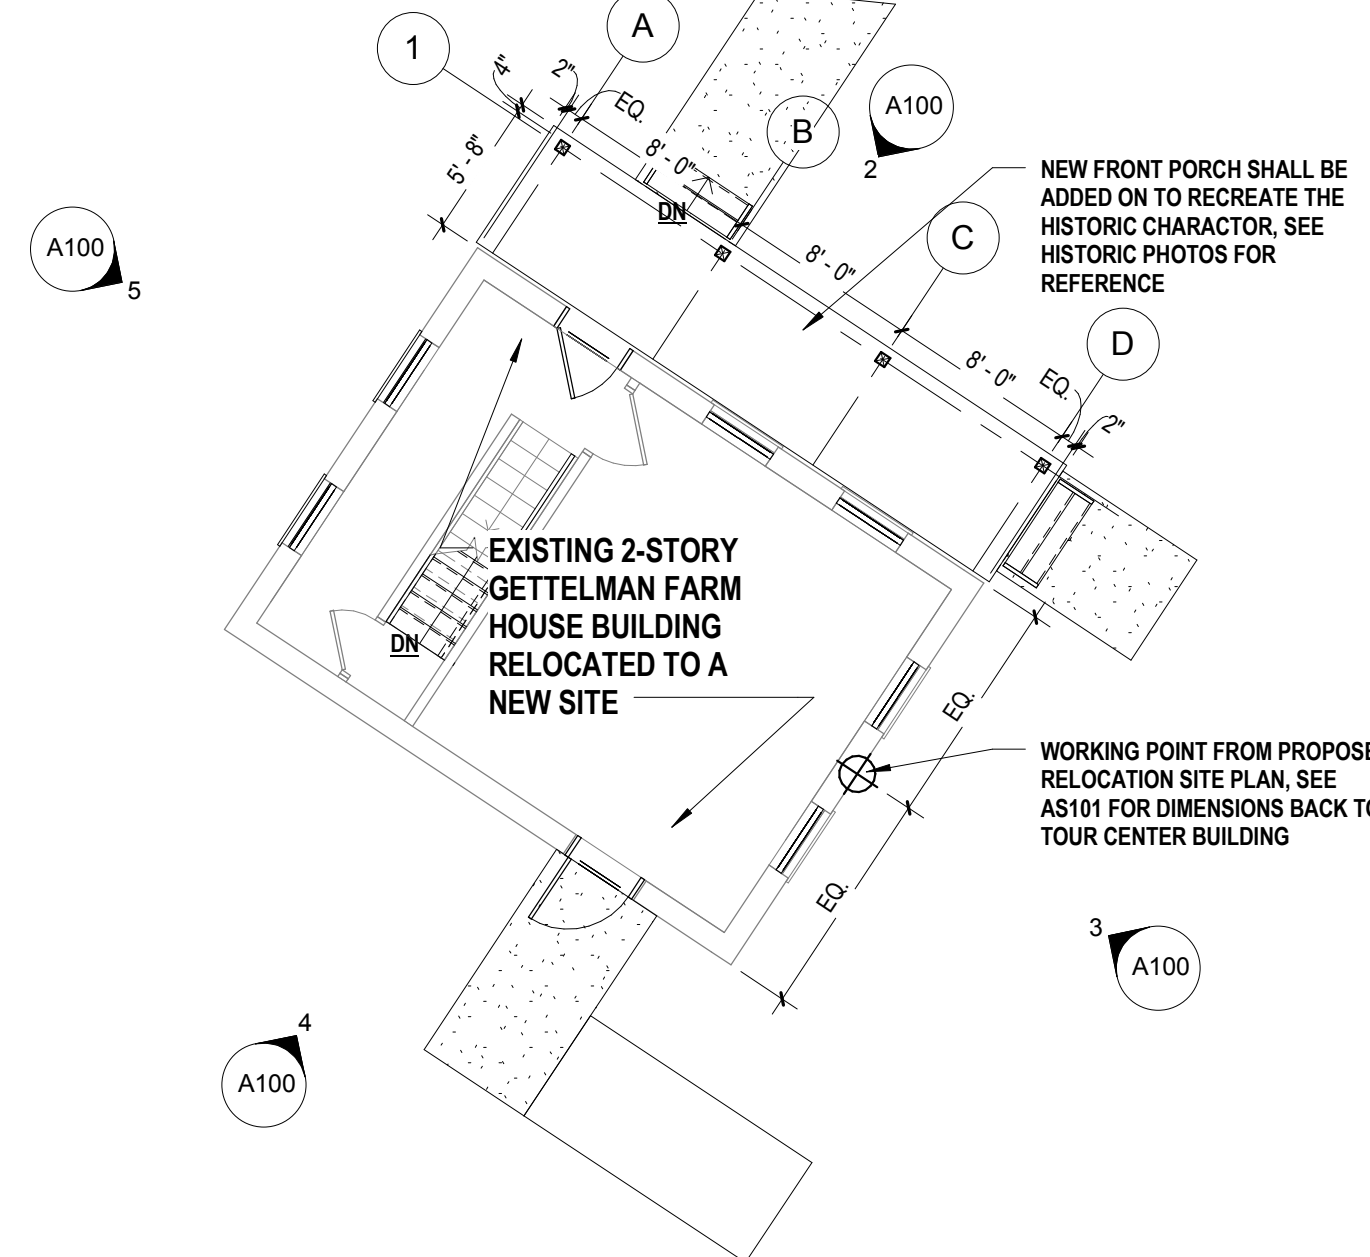 1
A
4"
2"
EQ.
5' - 8"
8' - 0"
B
A100
2
DN
NEW FRONT PORCH SHALL BE
ADDED ON TO RECREATE THE
HISTORIC CHARACTOR, SEE
HISTORIC PHOTOS FOR
REFERENCE
A100
5
C
8' - 0"
D
8' - 0"
EQ.
2"
EXISTING 2-STORY
GETTELMAN FARM
HOUSE BUILDING
RELOCATED TO A
NEW SITE
DN
EQ.
WORKING POINT FROM PROPOSE
RELOCATION SITE PLAN, SEE
AS101 FOR DIMENSIONS BACK TO
TOUR CENTER BUILDING
EQ.
3
A100
4
A100